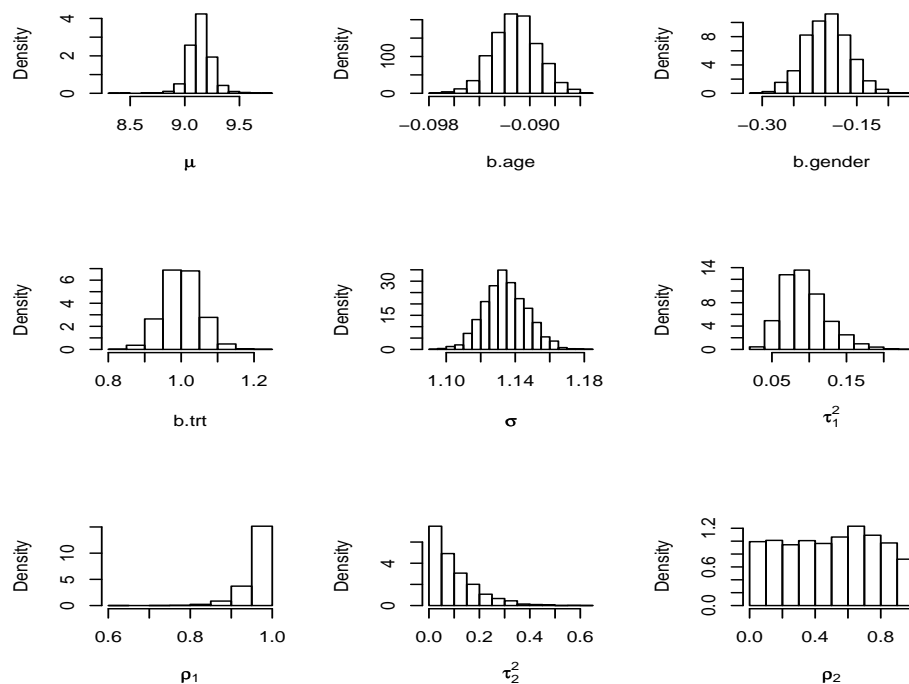 Density
0 2 4
8.5 9.0 9.5
μ
Density
0 100
−0.098 −0.090
b.age
Density
0 4 8
−0.30 −0.15
b.gender
Density
0 2 4 6
0.8 1.0 1.2
b.trt
Density
0 15 30
1.10 1.14 1.18
σ
Density
0 4 8 14
0.05 0.15
τ₁²
Density
0 5 10
0.6 0.8 1.0
ρ₁
Density
0 4
0.0 0.2 0.4 0.6
τ₂²
Density
0.0 0.6 1.2
0.0 0.4 0.8
ρ₂